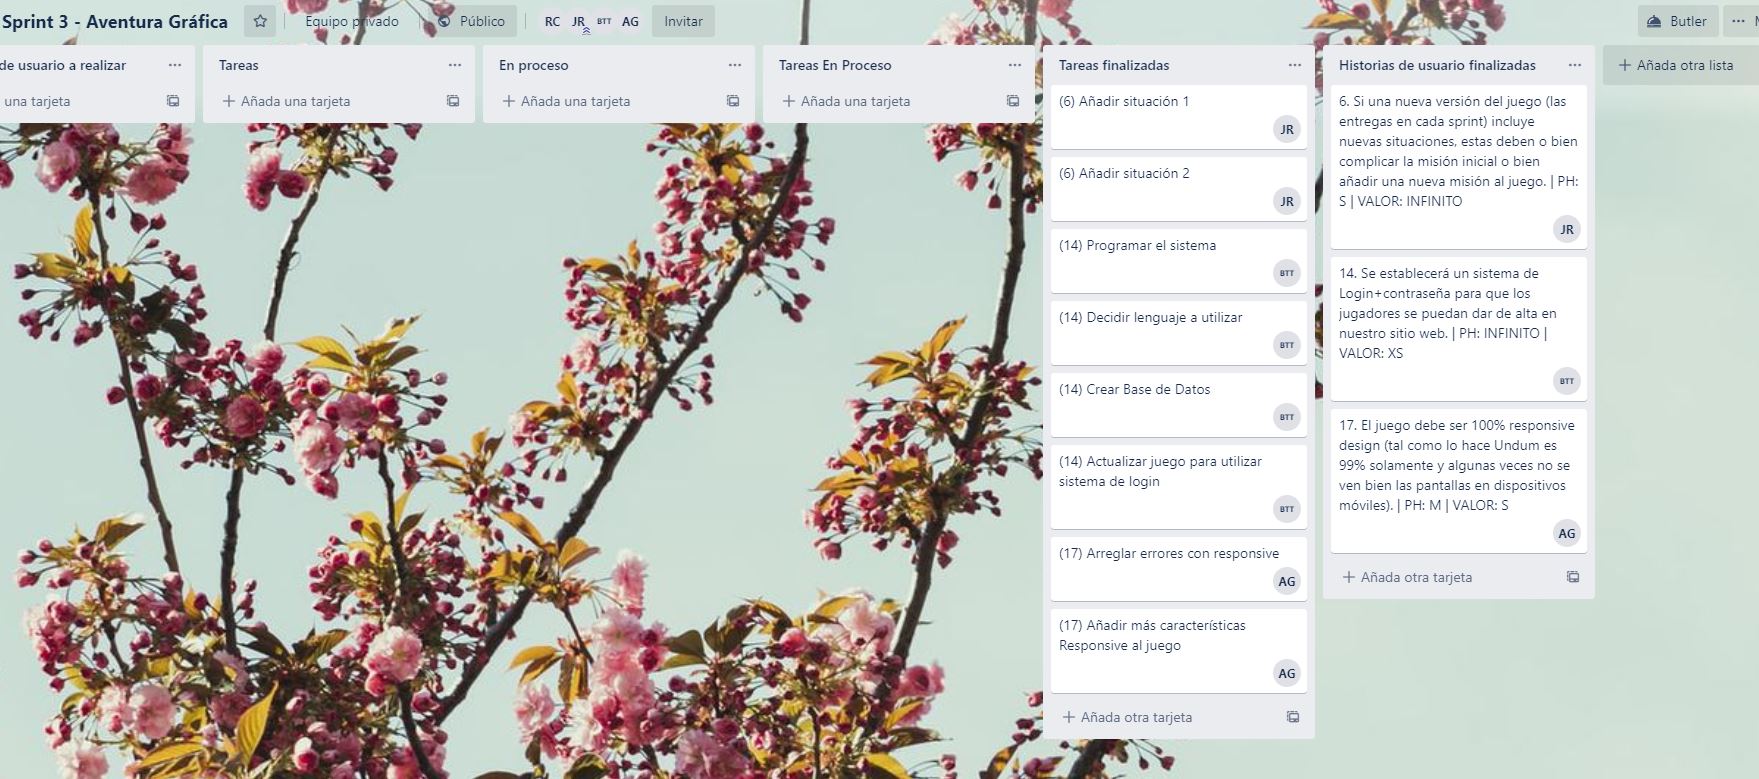 Sprint 3 - Aventura Gráfica
Equipo privado
Público
RC JR BTT AG
Invitar
Butler
de usuario a realizar
una tarjeta
Tareas
Añada una tarjeta
En proceso
Añada una tarjeta
Tareas En Proceso
Añada una tarjeta
Tareas finalizadas
(6) Añadir situación 1
JR
(6) Añadir situación 2
JR
(14) Programar el sistema
BTT
(14) Decidir lenguaje a utilizar
BTT
(14) Crear Base de Datos
BTT
(14) Actualizar juego para utilizar
sistema de login
BTT
(17) Arreglar errores con responsive
AG
(17) Añadir más características
Responsive al juego
AG
Añada otra tarjeta
Historias de usuario finalizadas
6. Si una nueva versión del juego (las
entregas en cada sprint) incluye
nuevas situaciones, estas deben o bien
complicar la misión inicial o bien
añadir una nueva misión al juego. | PH:
S | VALOR: INFINITO
JR
14. Se establecerá un sistema de
Login+contraseña para que los
jugadores se puedan dar de alta en
nuestro sitio web. | PH: INFINITO |
VALOR: XS
BTT
17. El juego debe ser 100% responsive
design (tal como lo hace Undum es
99% solamente y algunas veces no se
ven bien las pantallas en dispositivos
móviles). | PH: M | VALOR: S
AG
Añada otra tarjeta
Añada otra lista